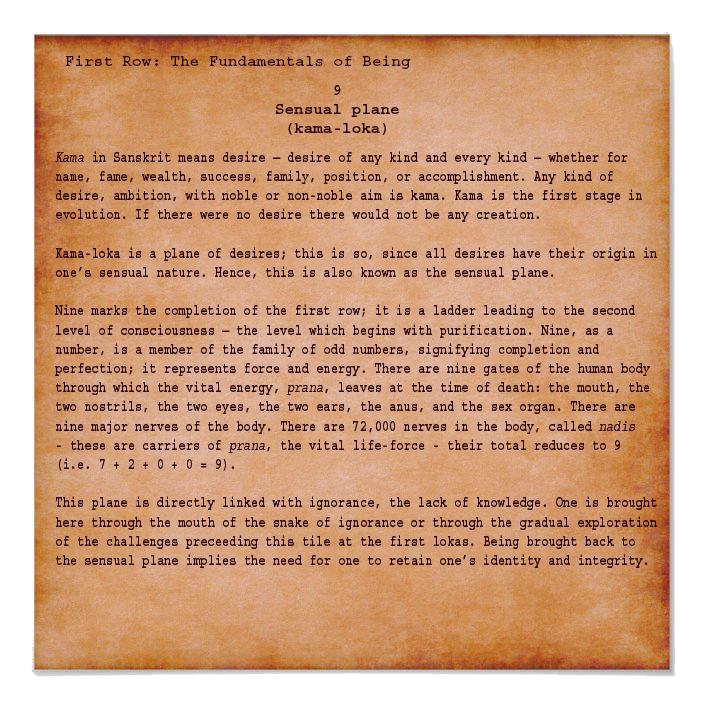 First Row: The Fundamentals of Being
9
Sensual plane
(kama-loka)
Kama in Sanskrit means desire – desire of any kind and every kind – whether for
name, fame, wealth, success, family, position, or accomplishment. Any kind of
desire, ambition, with noble or non-noble aim is kama. Kama is the first stage in
evolution. If there were no desire there would not be any creation.
Kama-loka is a plane of desires; this is so, since all desires have their origin in
one's sensual nature. Hence, this is also known as the sensual plane.
Nine marks the completion of the first row; it is a ladder leading to the second
level of consciousness – the level which begins with purification. Nine, as a
number, is a member of the family of odd numbers, signifying completion and
perfection; it represents force and energy. There are nine gates of the human body
through which the vital energy, prana, leaves at the time of death: the mouth, the
two nostrils, the two eyes, the two ears, the anus, and the sex organ. There are
nine major nerves of the body. There are 72,000 nerves in the body, called nadis
- these are carriers of prana, the vital life-force - their total reduces to 9
(i.e. 7 + 2 + 0 + 0 = 9).
This plane is directly linked with ignorance, the lack of knowledge. One is brought
here through the mouth of the snake of ignorance or through the gradual exploration
of the challenges preceeding this tile at the first lokas. Being brought back to
the sensual plane implies the need for one to retain one's identity and integrity.